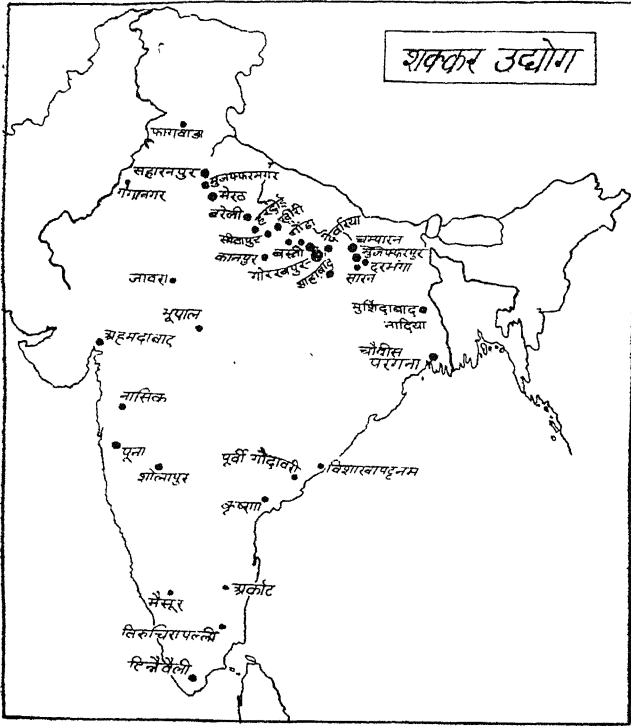 शक्कर उद्योग
फागवाडा
सहारनपुर
मुजफ्फरनगर
गंगानगर
मेरठ
बरेली
हरदोई
खीरी
सीतापुर
गोंडा
कानपुर
बस्ती
देवरिया
गोरखपुर
शाहाबाद
चम्पारन
मुजफ्फरपुर
दरभंगा
सारन
जावरा
भूपाल
मुर्शिदाबाद
नादिया
अहमदाबाद
चौबीस
परगना
नासिक
पूना
शोलापुर
पूर्वी गोदावरी
विशाखापट्टनम
कृष्णा
अर्काट
मैसूर
तिरुचिरापल्ली
टिन्नैवैली